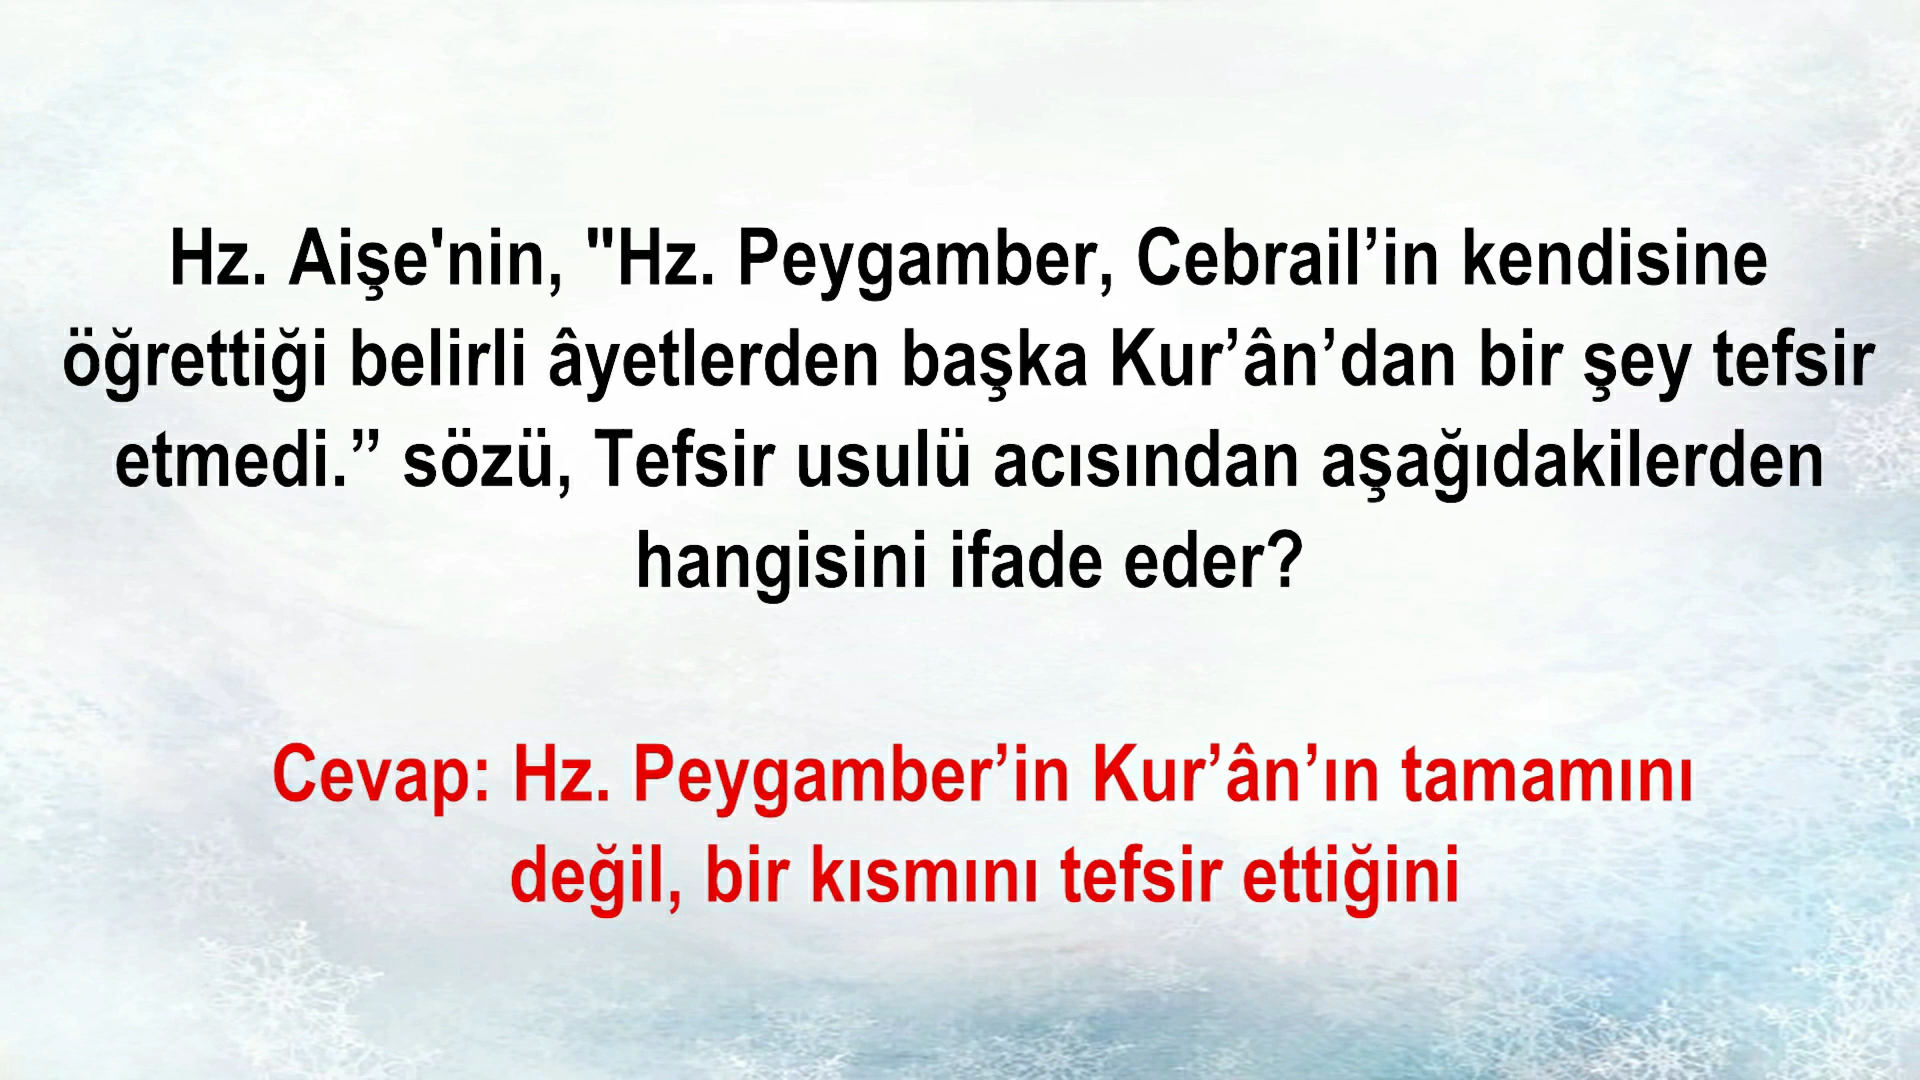 Hz. Aişe'nin, "Hz. Peygamber, Cebrail’in kendisine
öğrettiği belirli âyetlerden başka Kur’ân’dan bir şey tefsir
etmedi.” sözü, Tefsir usulü acısından aşağıdakilerden
hangisini ifade eder?
Cevap: Hz. Peygamber’in Kur’ân’ın tamamını
değil, bir kısmını tefsir ettiğini